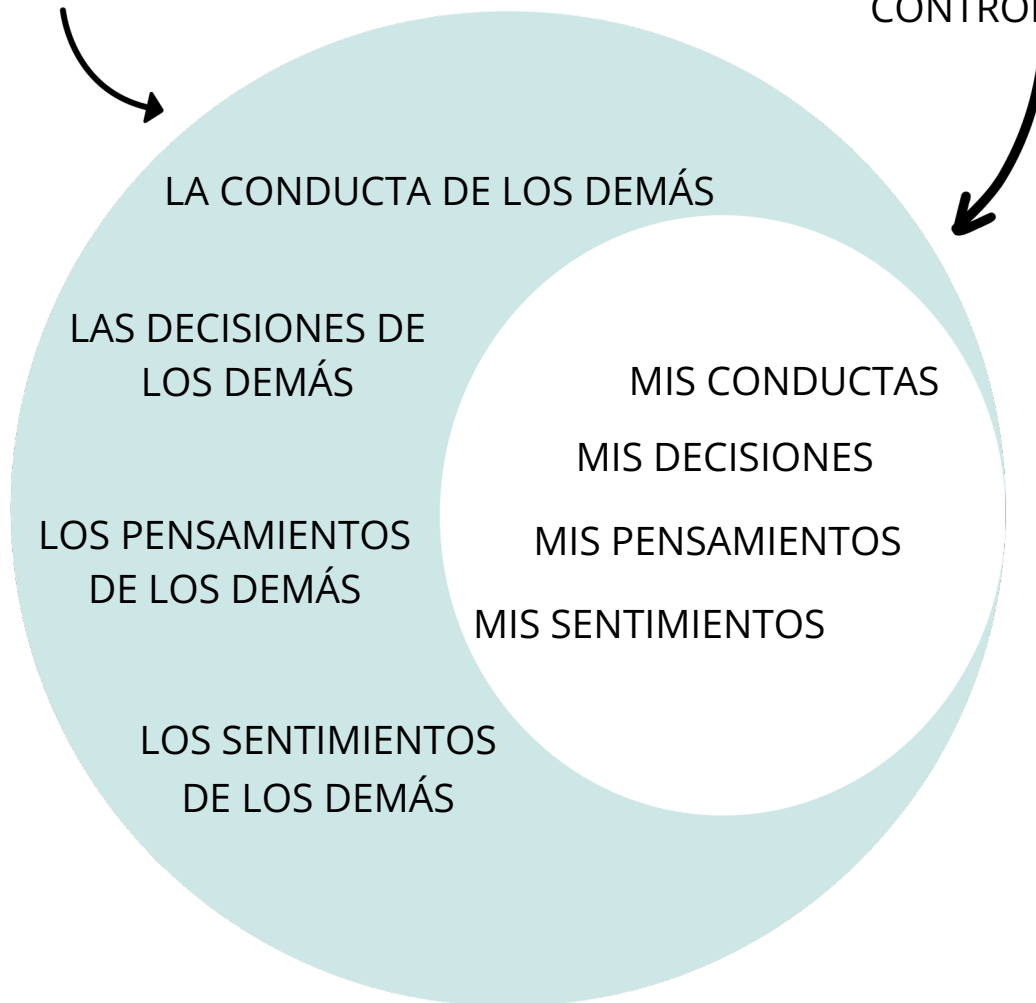 LA CONDUCTA DE LOS DEMÁS
LAS DECISIONES DE
LOS DEMÁS
LOS PENSAMIENTOS
DE LOS DEMÁS
LOS SENTIMIENTOS
DE LOS DEMÁS
MIS CONDUCTAS
MIS DECISIONES
MIS PENSAMIENTOS
MIS SENTIMIENTOS